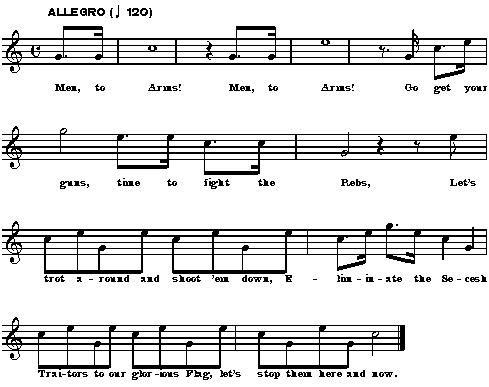 ALLEGRO (♩ 120)
Men, to Arms! Men, to Arms! Go get your
guns, time to fight the Rebs, Let's
trot a-round and shoot 'em down, E - lim-in-ate the Se-cesh
Trai-tors to our glor-ious Flag, let's stop them here and now.